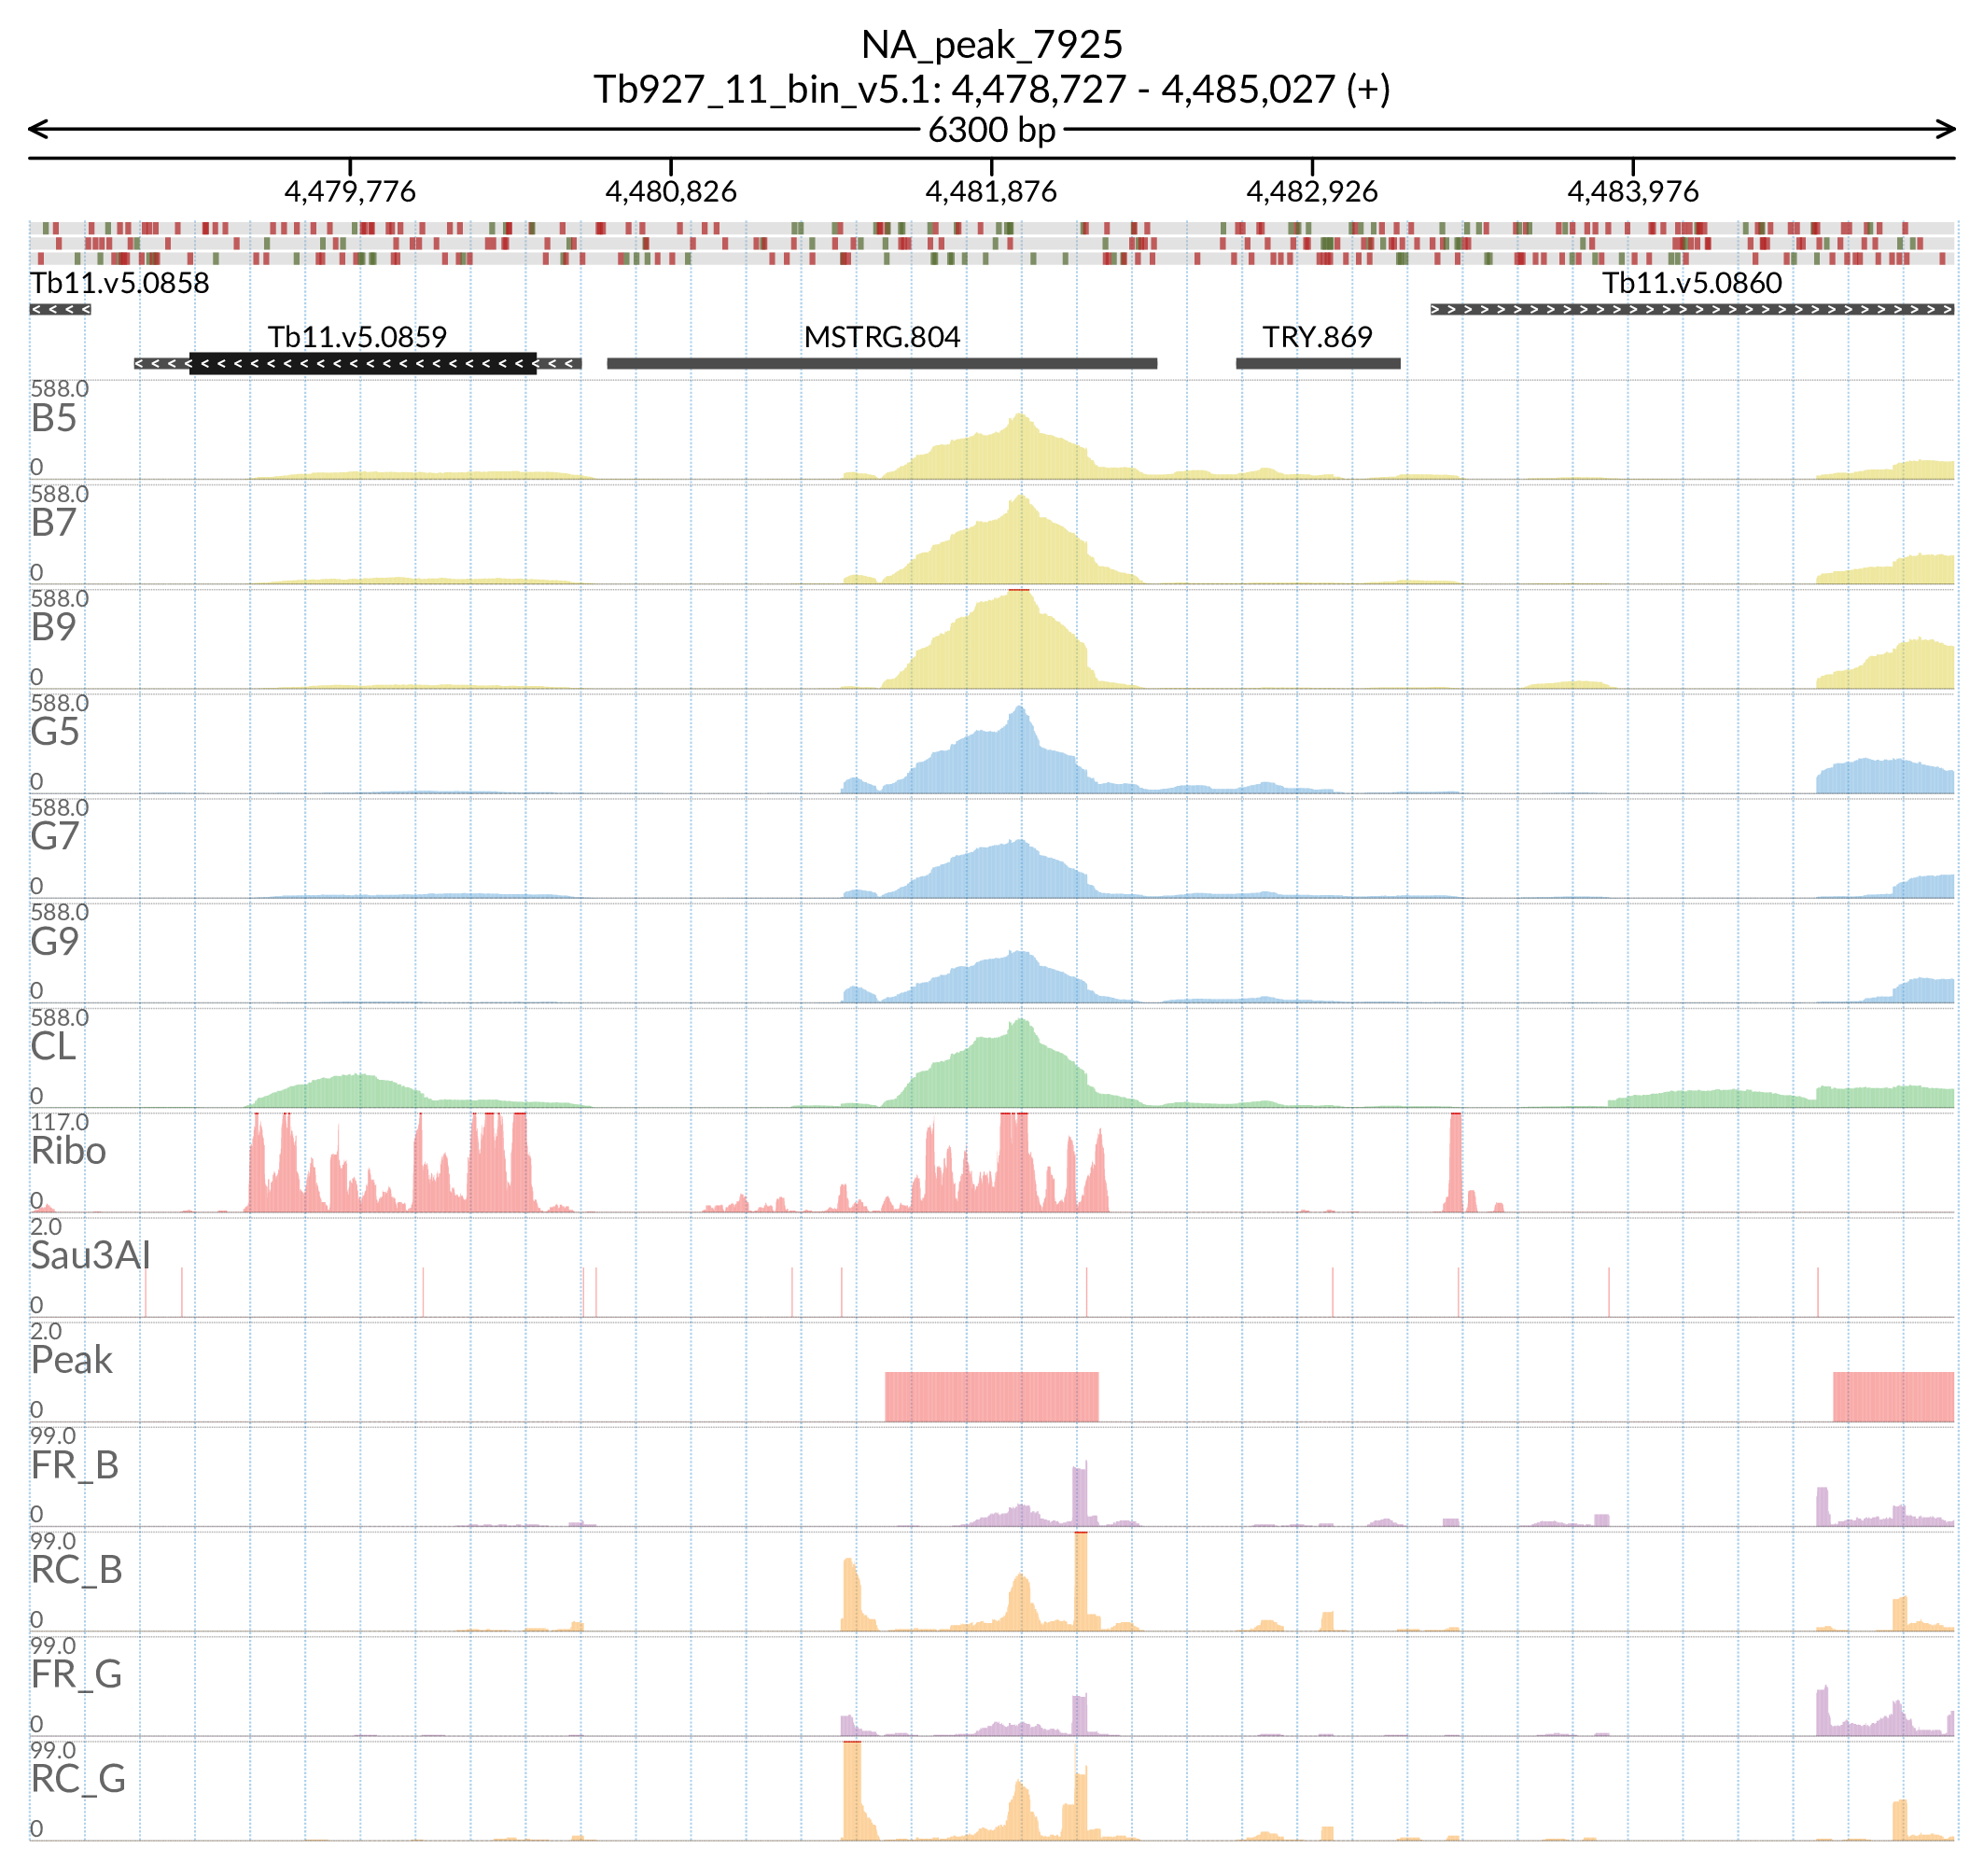 NA_peak_7925
Tb927_11_bin_v5.1: 4,478,727 - 4,485,027 (+)
6300 bp
4,479,776 4,480,826 4,481,876 4,482,926 4,483,976
Tb11.v5.0858 Tb11.v5.0860
Tb11.v5.0859 MSTRG.804 TRY.869
588.0
B5
0
588.0
B7
0
588.0
B9
0
588.0
G5
0
588.0
G7
0
588.0
G9
0
588.0
CL
0
117.0
Ribo
0
2.0
Sau3AI
0
2.0
Peak
0
99.0
FR_B
0
99.0
RC_B
0
99.0
FR_G
0
99.0
RC_G
0